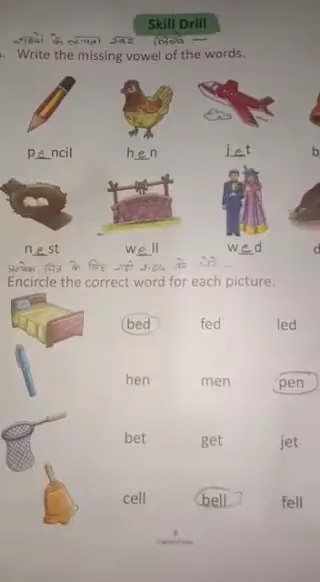 Skill Drill
Write the missing vowel of the words.
pencil hen jet b
nest well wed d
Encircle the correct word for each picture.
bed fed led
hen men pen
bet get jet
cell bell fell